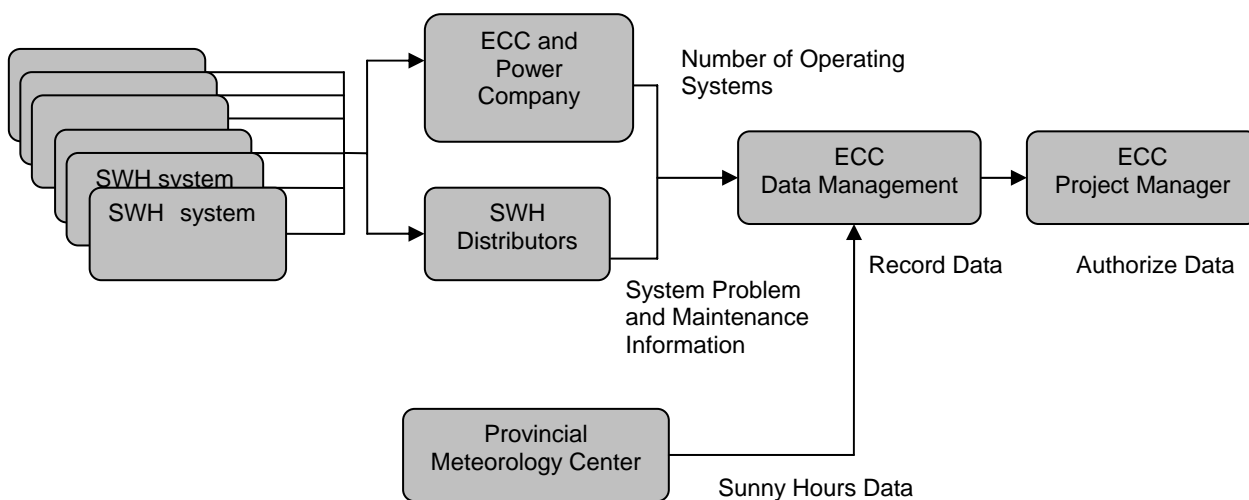 ECC and
Power
Company
Number of Operating
Systems
SWH system
SWH system
SWH
Distributors
ECC
Data Management
ECC
Project Manager
Record Data
Authorize Data
System Problem
and Maintenance
Information
Provincial
Meteorology Center
Sunny Hours Data